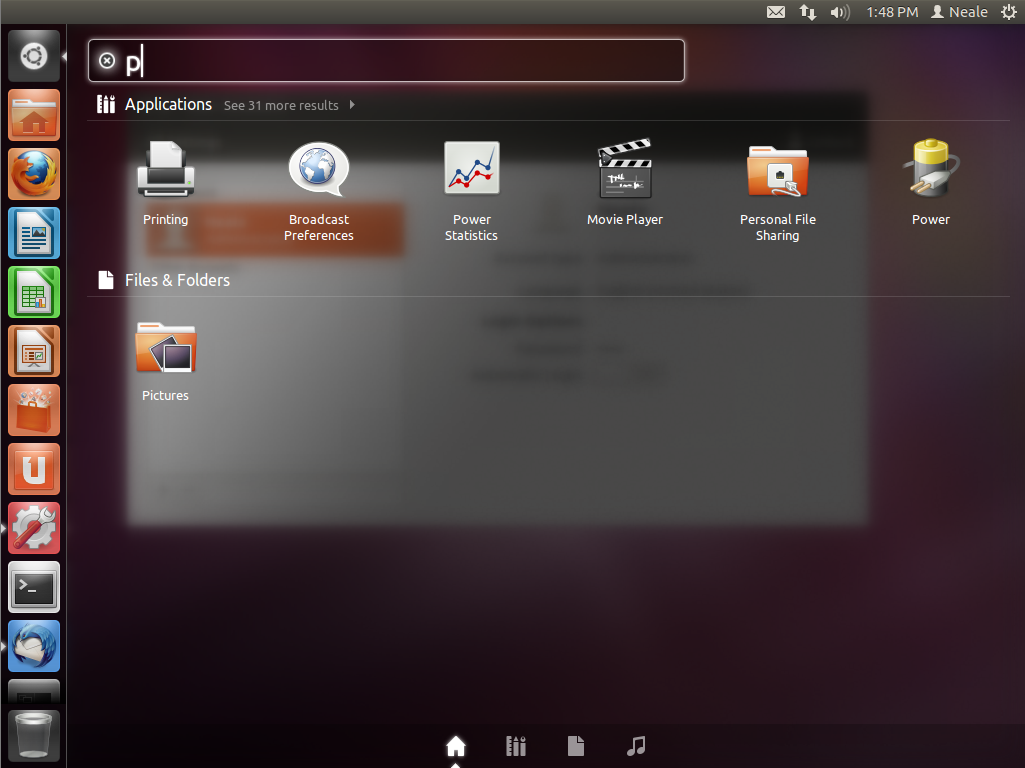 1:48 PM Neale
p
Applications See 31 more results
Printing
Broadcast
Preferences
Power
Statistics
Movie Player
Personal File
Sharing
Power
Files & Folders
Pictures